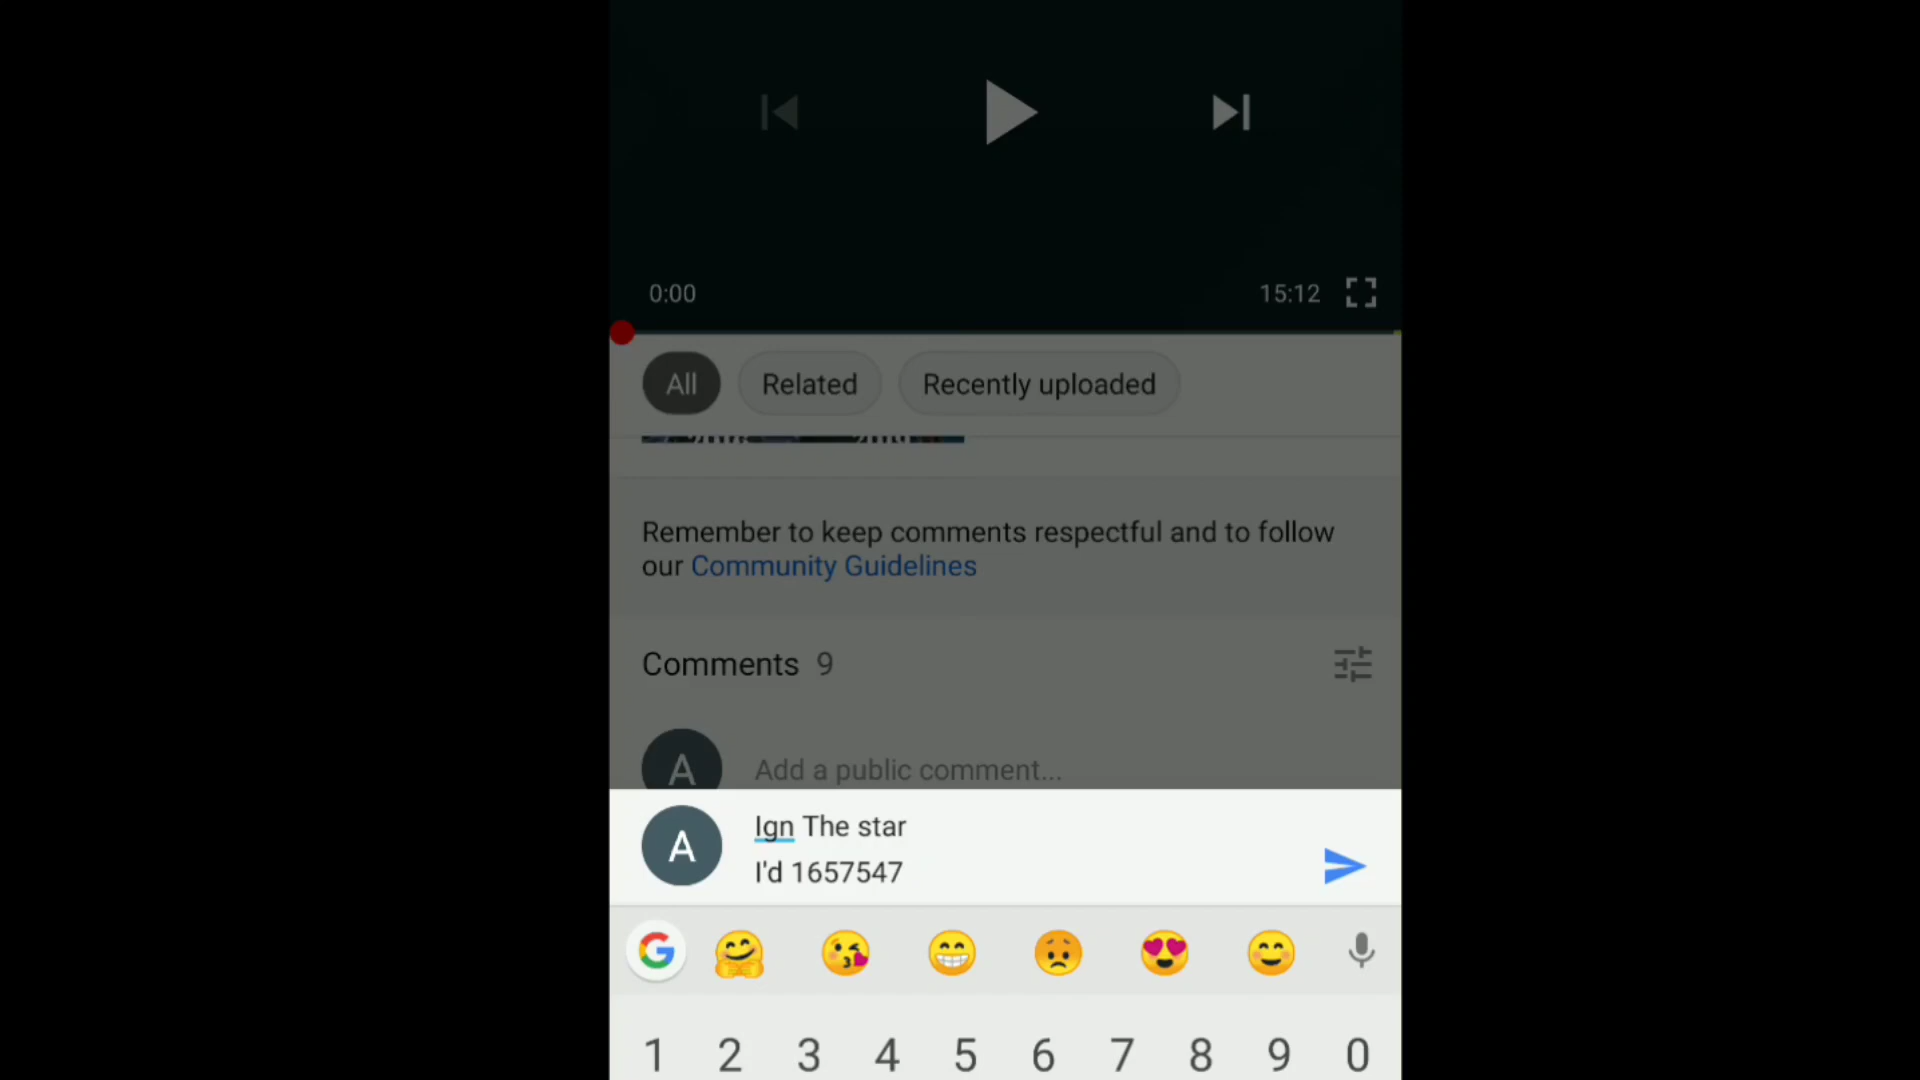 0:00
15:12
All Related Recently uploaded
Remember to keep comments respectful and to follow
our Community Guidelines
Comments 9
A Add a public comment...
A Ign The star
I'd 1657547
G
1 2 3 4 5 6 7 8 9 0